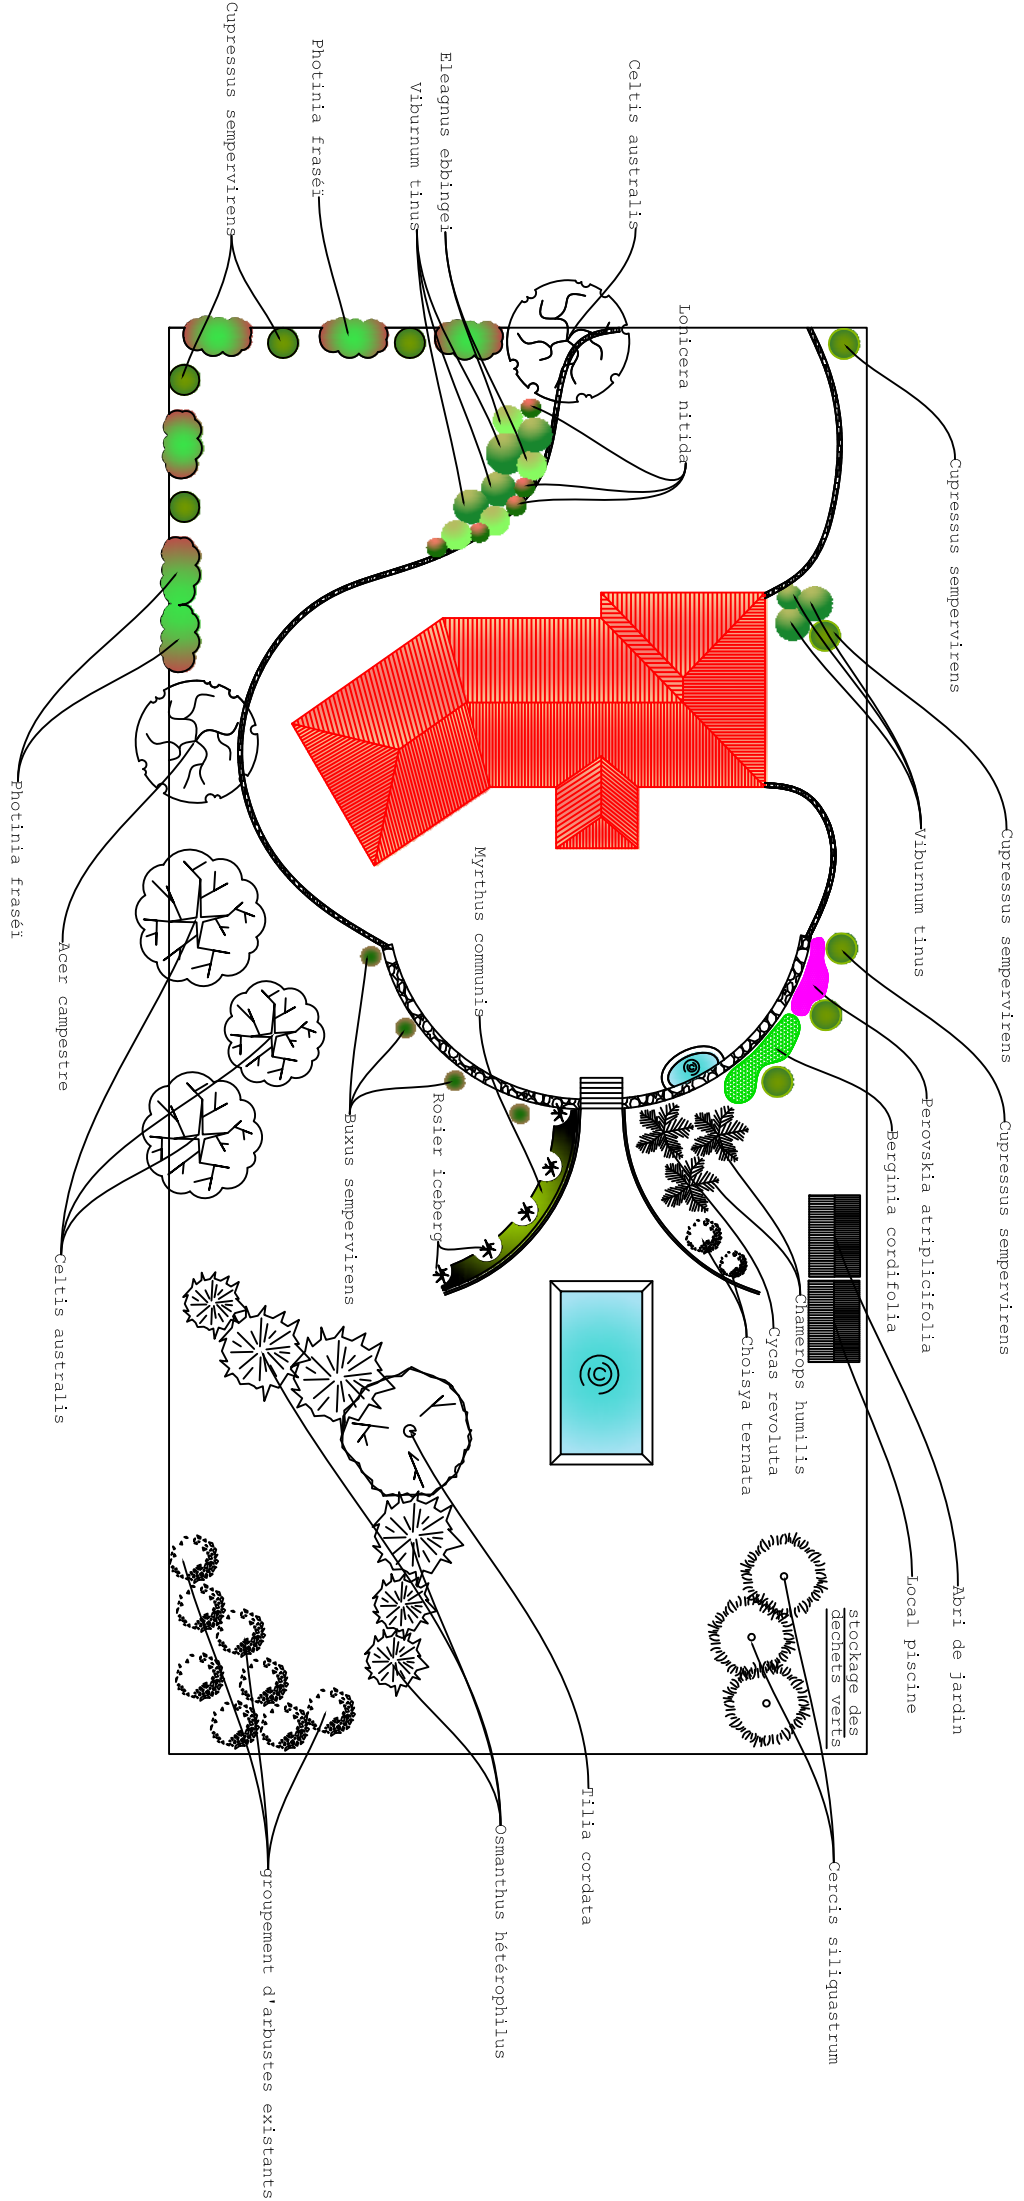 Cupressus sempervirens
Photinia fraséï
Viburnum tinus
Eleagnus ebbingei
Celtis australis
Lonicera nitida
Cupressus sempervirens
Cupressus sempervirens
Viburnum tinus
Photinia fraséï
Acer campestre
Myrthus communis
Cupressus sempervirens
Perovskia atriplicifolia
Berginia cordifolia
Rosier iceberg
Buxus sempervirens
Celtis australis
Chamerops humilis
Cycas revoluta
Choisya ternata
Abri de jardin
Local piscine
stockage des
dechets verts
Tilia cordata
Osmanthus hétérophilus
Cercis siliquastrum
groupement d'arbustes existants